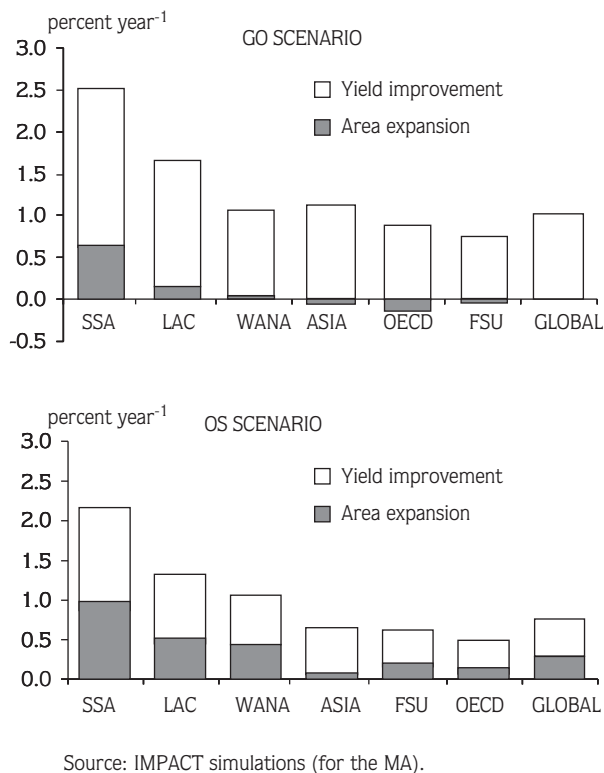 percent year-1
GO SCENARIO
3.0
2.5
2.0
1.5
1.0
0.5
0.0
-0.5
Yield improvement
Area expansion
SSA LAC WANA ASIA OECD FSU GLOBAL
percent year-1
OS SCENARIO
3.0
2.5
2.0
1.5
1.0
0.5
0.0
Yield improvement
Area expansion
SSA LAC WANA ASIA FSU OECD GLOBAL
Source: IMPACT simulations (for the MA).